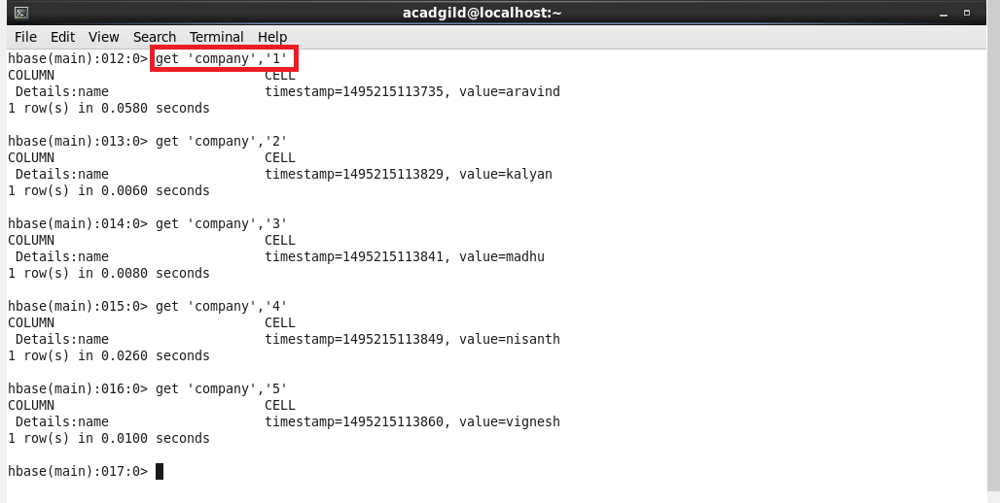 acadgild@localhost:~
File Edit View Search Terminal Help
hbase(main):012:0> get 'company','1'
COLUMN CELL
Details:name timestamp=1495215113735, value=aravind
1 row(s) in 0.0580 seconds
hbase(main):013:0> get 'company','2'
COLUMN CELL
Details:name timestamp=1495215113829, value=kalyan
1 row(s) in 0.0060 seconds
hbase(main):014:0> get 'company','3'
COLUMN CELL
Details:name timestamp=1495215113841, value=madhu
1 row(s) in 0.0080 seconds
hbase(main):015:0> get 'company','4'
COLUMN CELL
Details:name timestamp=1495215113849, value=nisanth
1 row(s) in 0.0260 seconds
hbase(main):016:0> get 'company','5'
COLUMN CELL
Details:name timestamp=1495215113860, value=vignesh
1 row(s) in 0.0100 seconds
hbase(main):017:0>